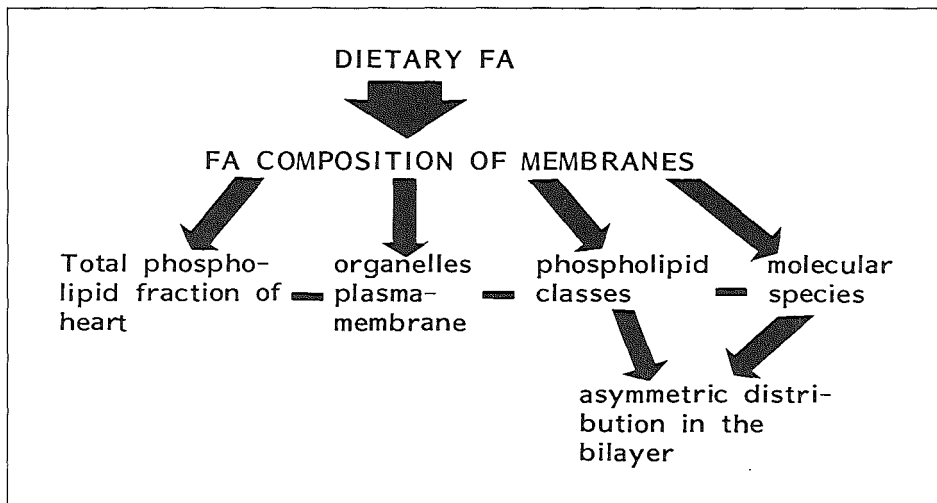 DIETARY FA
FA COMPOSITION OF MEMBRANES
Total phospho-
lipid fraction of
heart
organelles
plasma-
membrane
phospholipid
classes
molecular
species
asymmetric distri-
bution in the
bilayer